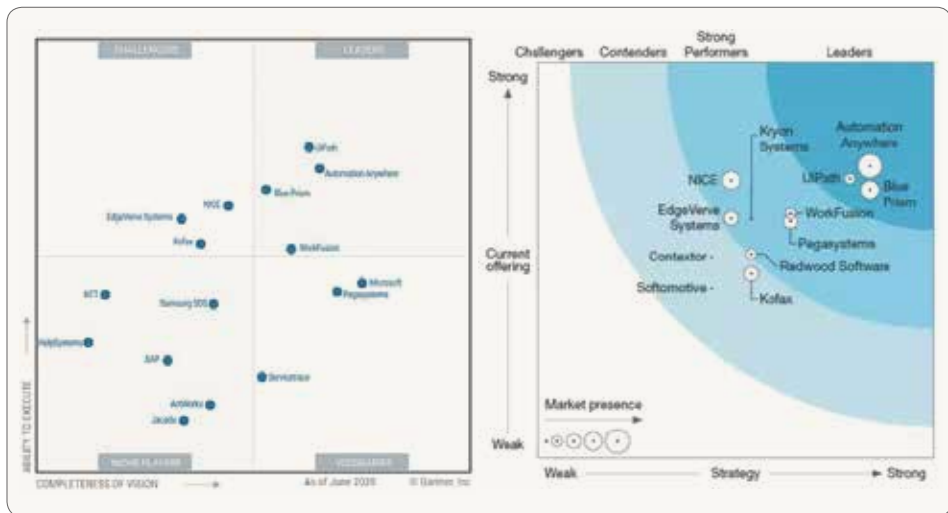 CHALLENGERS
LEADERS
UiPath
Automation Anywhere
Blue Prism
NICE
EdgeVerve Systems
Kofax
WorkFusion
Microsoft
Pegasystems
NTT
Samsung SDS
HelpSystems
SAP
Servicetrace
AntWorks
Jacada
NICHE PLAYERS
VISIONARIES
ABILITY TO EXECUTE
COMPLETENESS OF VISION
As of June 2020
© Gartner, Inc
Challengers
Contenders
Strong
Performers
Leaders
Strong
Current
offering
Weak
Kryon
Systems
Automation
Anywhere
NICE
UiPath
Blue
Prism
EdgeVerve
Systems
WorkFusion
Pegasystems
Contextor
Redwood Software
Softomotive
Kofax
Market presence
Weak
Strategy
Strong